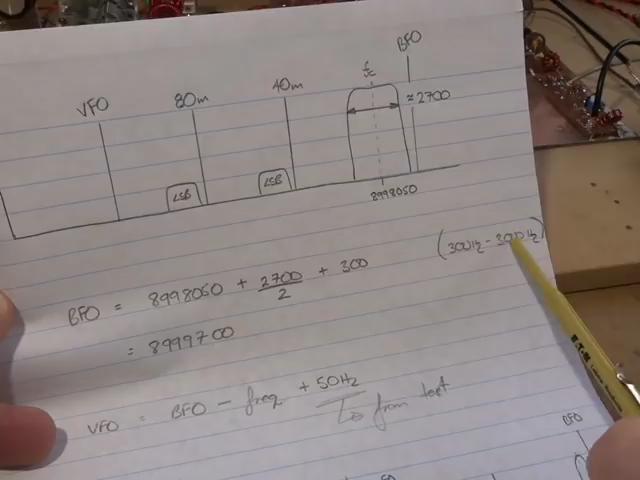 VFO 80m 40m fc BFO
≈ 2700
LSB LSB
8998050
(300Hz - 3000Hz)
BFO = 8998050 + 2700/2 + 300
= 8999700
VFO = BFO - freq + 50Hz
from test
BFO